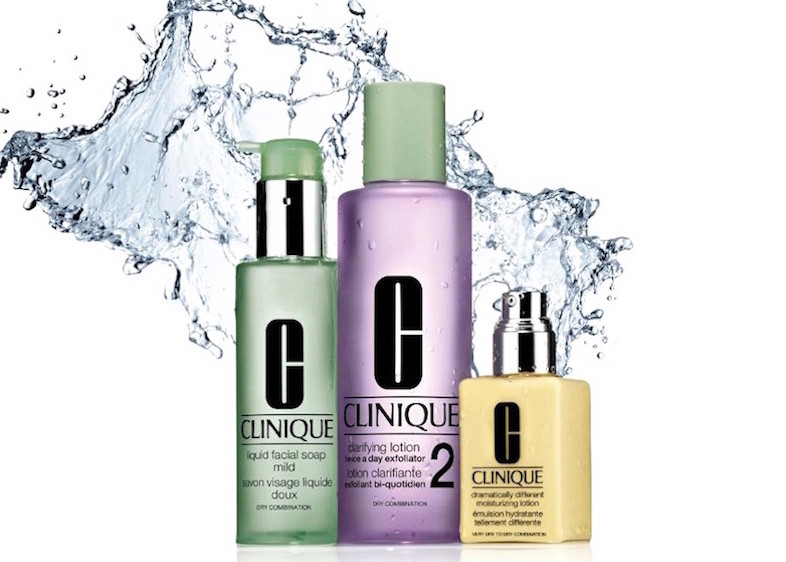 C
CLINIQUE
liquid facial soap
mild
savon visage liquide
doux
DRY COMBINATION
C
CLINIQUE
clarifying lotion
twice a day exfoliator
lotion clarifiante
exfoliant bi-quotidien
2
DRY COMBINATION
C
CLINIQUE
dramatically different
moisturizing lotion
émulsion hydratante
tellement différente
VERY DRY TO DRY COMBINATION